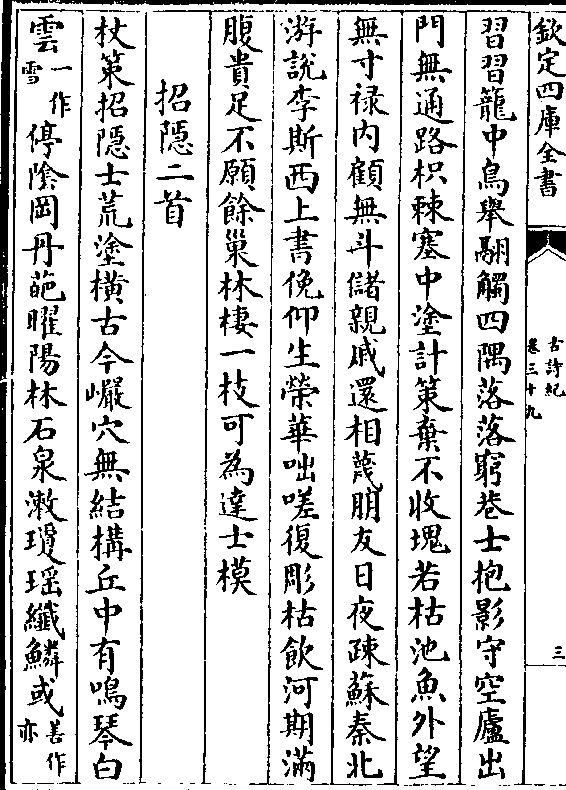 欽定四庫全書
古詩紀
卷三十九
三
習習籠中鳥舉翮觸四隅落落窮巷士抱影守空廬出
門無通路枳棘塞中塗計策棄不收塊若枯池魚外望
無寸禄内顧無斗儲親戚還相蔑朋友日夜疎蘇秦北
游說李斯西上書俛仰生榮華咄嗟復彫枯飲河期滿
腹貴足不願餘巢林棲一枝可為達士模
招隱二首
杖策招隱士荒塗橫古今巖穴無結構丘中有鳴琴白
雲一作雪停陰岡丹葩曜陽林石泉漱瓊瑶纖鱗或善作亦